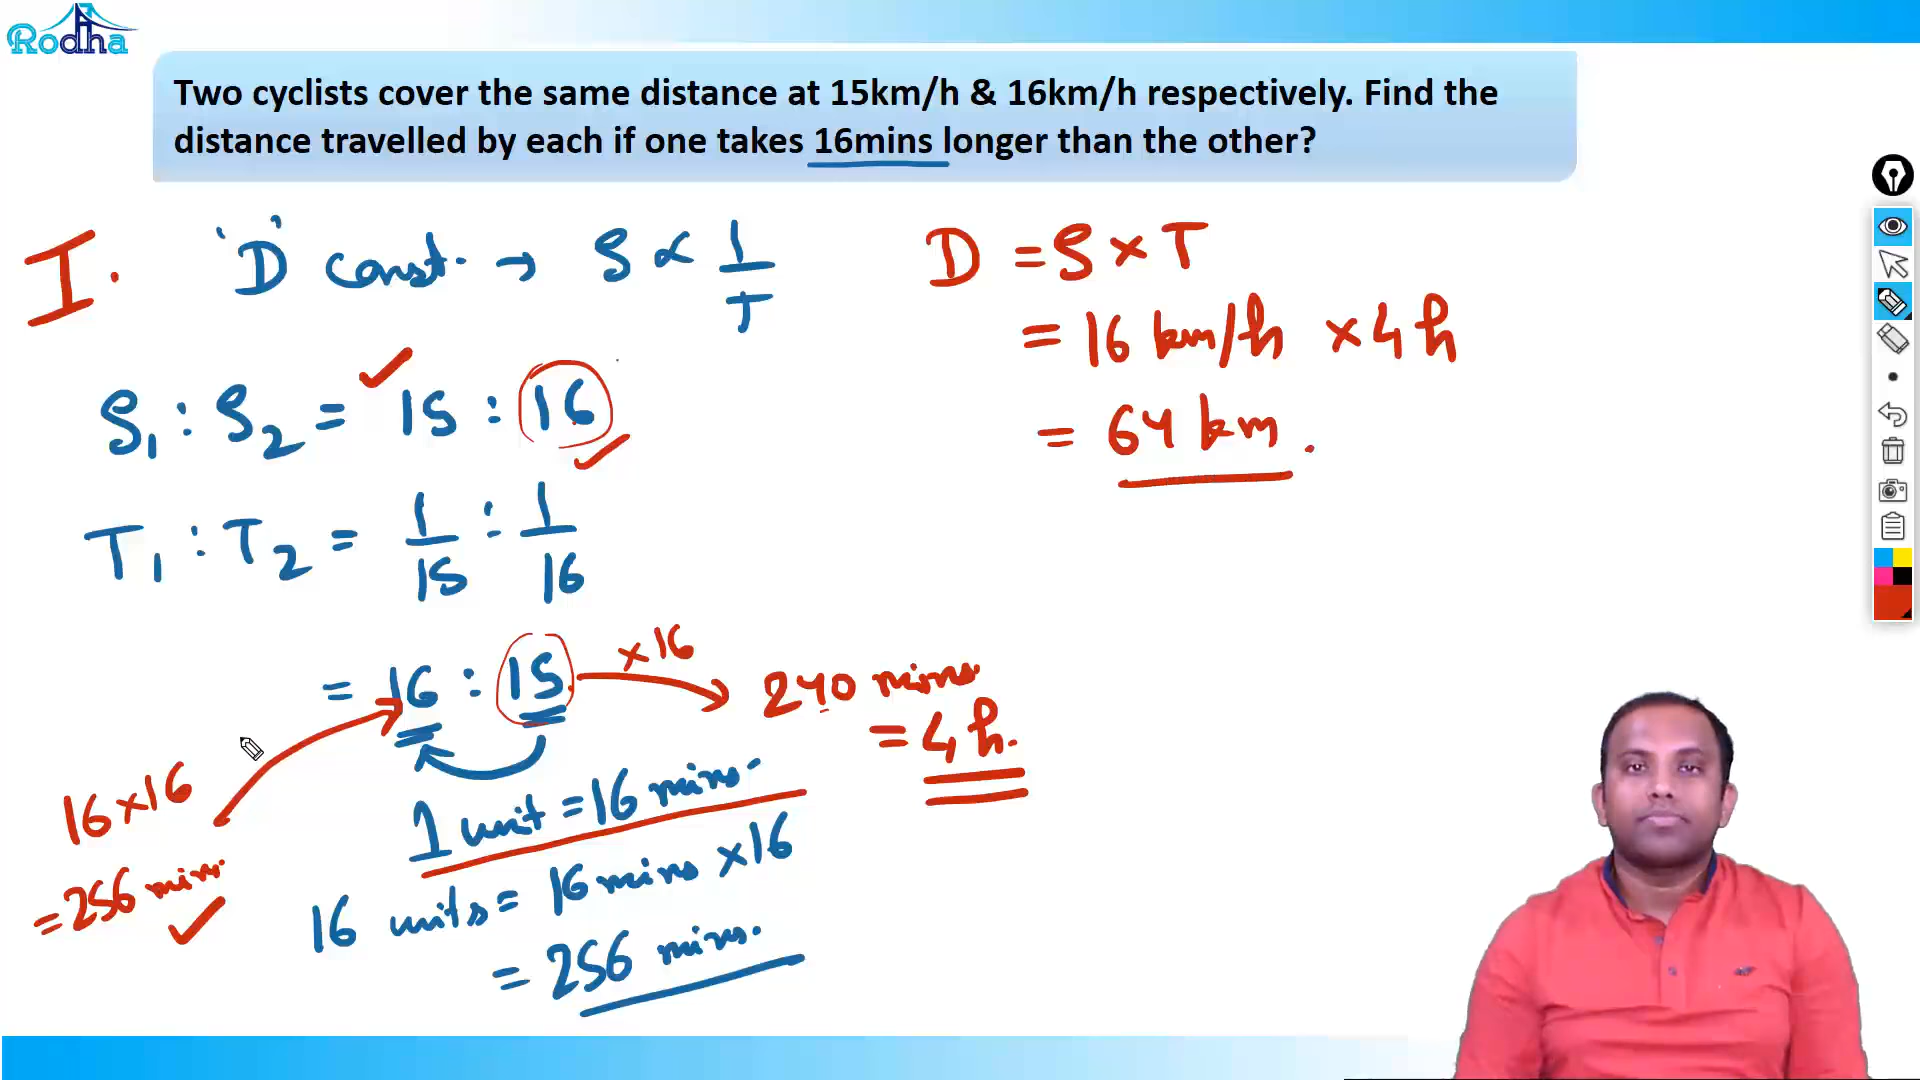 Rodha
Two cyclists cover the same distance at 15km/h & 16km/h respectively. Find the
distance travelled by each if one takes 16mins longer than the other?
I. 'D' const. → S ∝ 1/T
S₁ : S₂ = 15 : 16
T₁ : T₂ = 1/15 : 1/16
= 16 : 15
×16
240 mins
= 4 h.
1 unit = 16 mins.
16 units = 16 mins × 16
= 256 mins.
16×16
= 256 min.
D = S × T
= 16 km/h × 4 h
= 64 km.